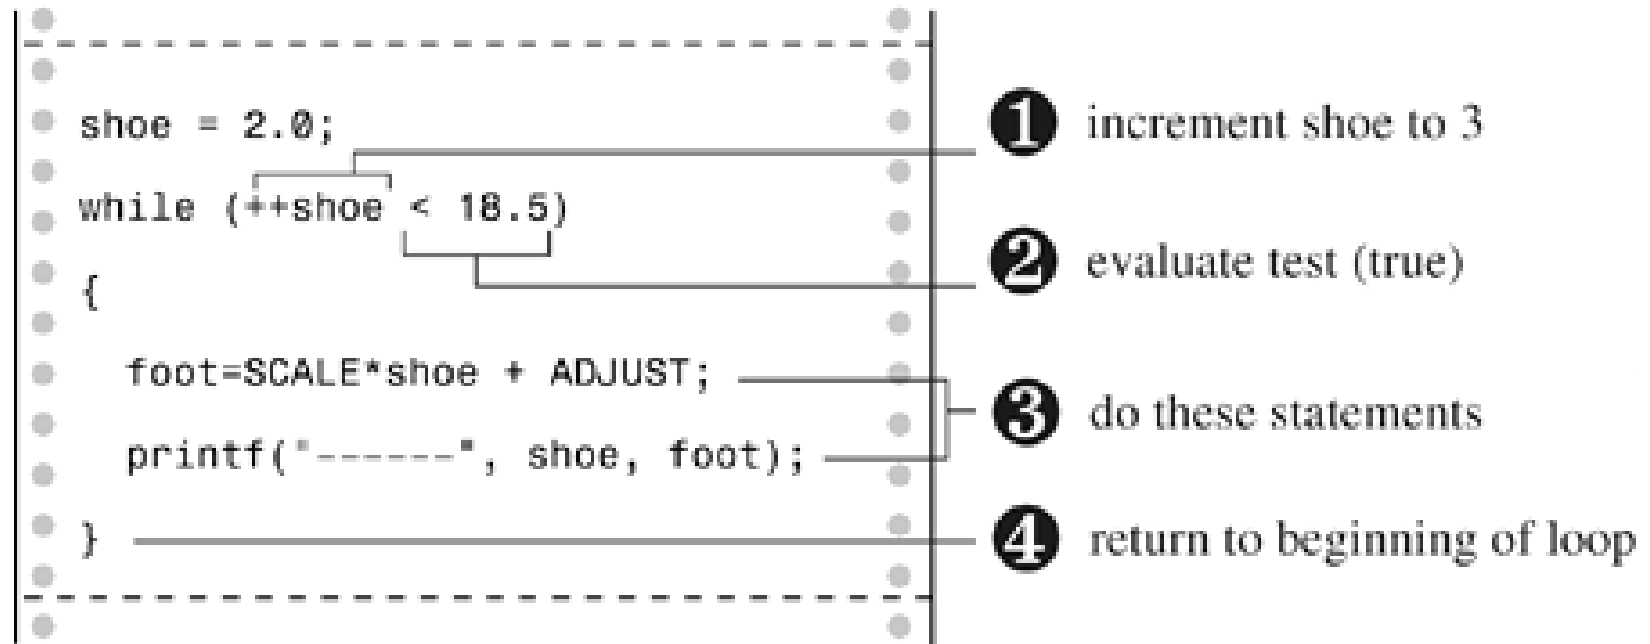 shoe = 2.0;
while (++shoe < 18.5)
{
foot=SCALE*shoe + ADJUST;
printf("------", shoe, foot);
}
1 increment shoe to 3
2 evaluate test (true)
3 do these statements
4 return to beginning of loop